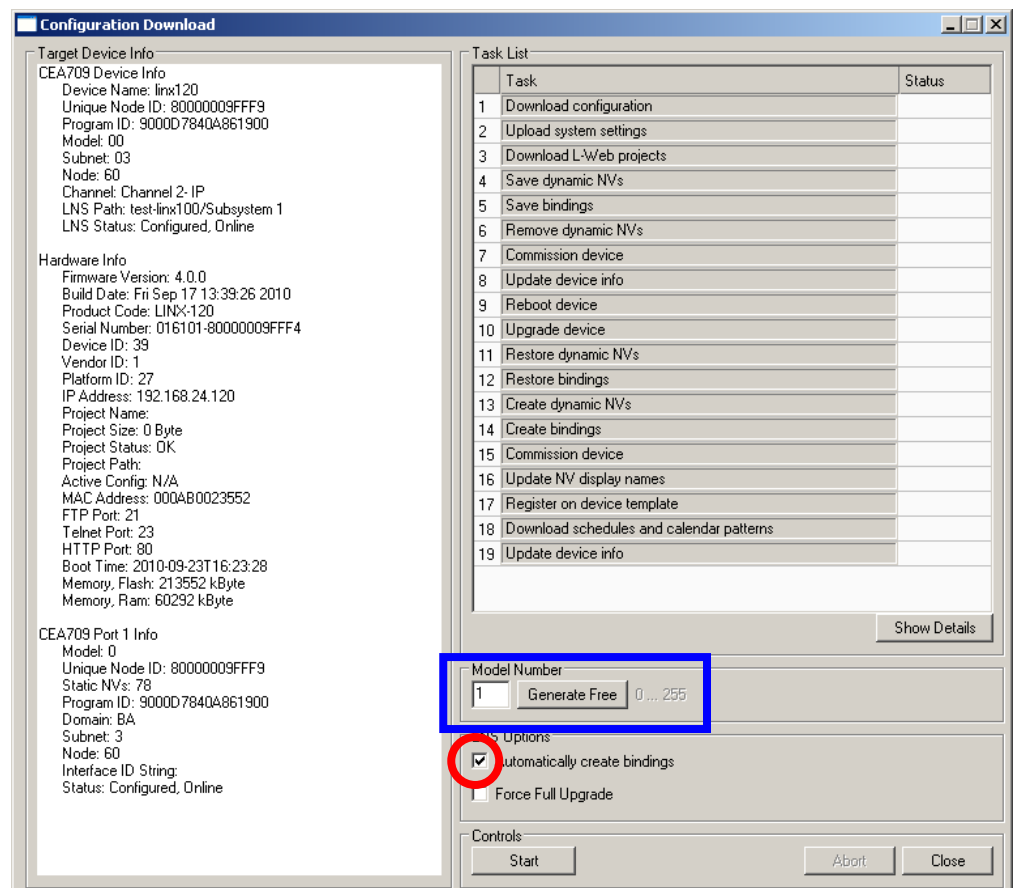 Configuration Download
Target Device Info
CEA709 Device Info
Device Name: linx120
Unique Node ID: 80000009FFF9
Program ID: 9000D7840A861900
Model: 00
Subnet: 03
Node: 60
Channel: Channel 2- IP
LNS Path: test-linx100/Subsystem 1
LNS Status: Configured, Online
Hardware Info
Firmware Version: 4.0.0
Build Date: Fri Sep 17 13:39:26 2010
Product Code: LINX-120
Serial Number: 016101-80000009FFF4
Device ID: 39
Vendor ID: 1
Platform ID: 27
IP Address: 192.168.24.120
Project Name:
Project Size: 0 Byte
Project Status: OK
Project Path:
Active Config: N/A
MAC Address: 000AB0023552
FTP Port: 21
Telnet Port: 23
HTTP Port: 80
Boot Time: 2010-09-23T16:23:28
Memory, Flash: 213552 kByte
Memory, Ram: 60292 kByte
CEA709 Port 1 Info
Model: 0
Unique Node ID: 80000009FFF9
Static NVs: 78
Program ID: 9000D7840A861900
Domain: BA
Subnet: 3
Node: 60
Interface ID String:
Status: Configured, Online
Task List
Task Status
1 Download configuration
2 Upload system settings
3 Download L-Web projects
4 Save dynamic NVs
5 Save bindings
6 Remove dynamic NVs
7 Commission device
8 Update device info
9 Reboot device
10 Upgrade device
11 Restore dynamic NVs
12 Restore bindings
13 Create dynamic NVs
14 Create bindings
15 Commission device
16 Update NV display names
17 Register on device template
18 Download schedules and calendar patterns
19 Update device info
Show Details
Model Number
1 Generate Free 0 ... 255
LNS Options
Automatically create bindings
Force Full Upgrade
Controls
Start Abort Close